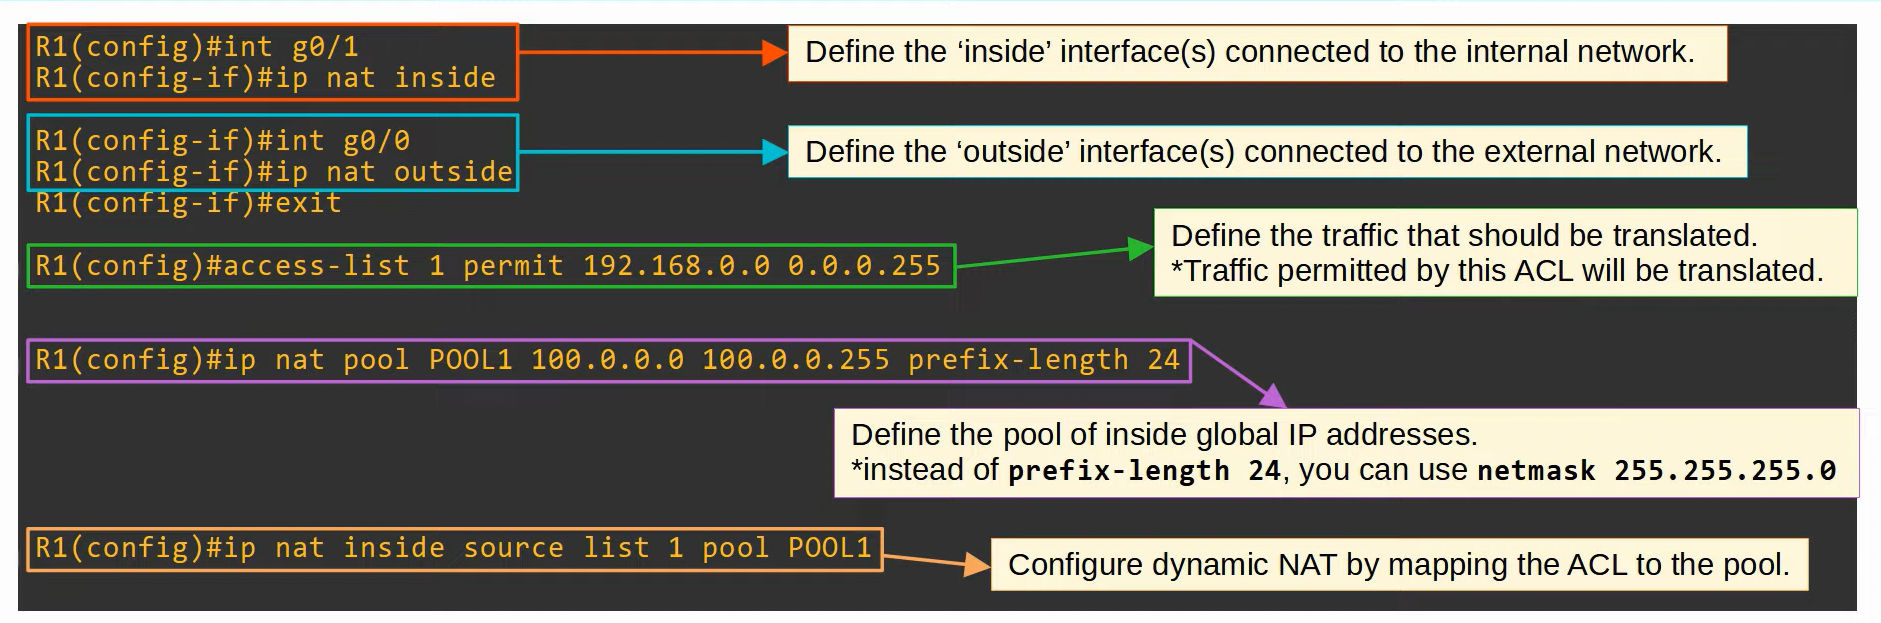 R1(config)#int g0/1
R1(config-if)#ip nat inside
Define the ‘inside’ interface(s) connected to the internal network.
R1(config-if)#int g0/0
R1(config-if)#ip nat outside
R1(config-if)#exit
Define the ‘outside’ interface(s) connected to the external network.
R1(config)#access-list 1 permit 192.168.0.0 0.0.0.255
Define the traffic that should be translated.
*Traffic permitted by this ACL will be translated.
R1(config)#ip nat pool POOL1 100.0.0.0 100.0.0.255 prefix-length 24
Define the pool of inside global IP addresses.
*instead of prefix-length 24, you can use netmask 255.255.255.0
R1(config)#ip nat inside source list 1 pool POOL1
Configure dynamic NAT by mapping the ACL to the pool.